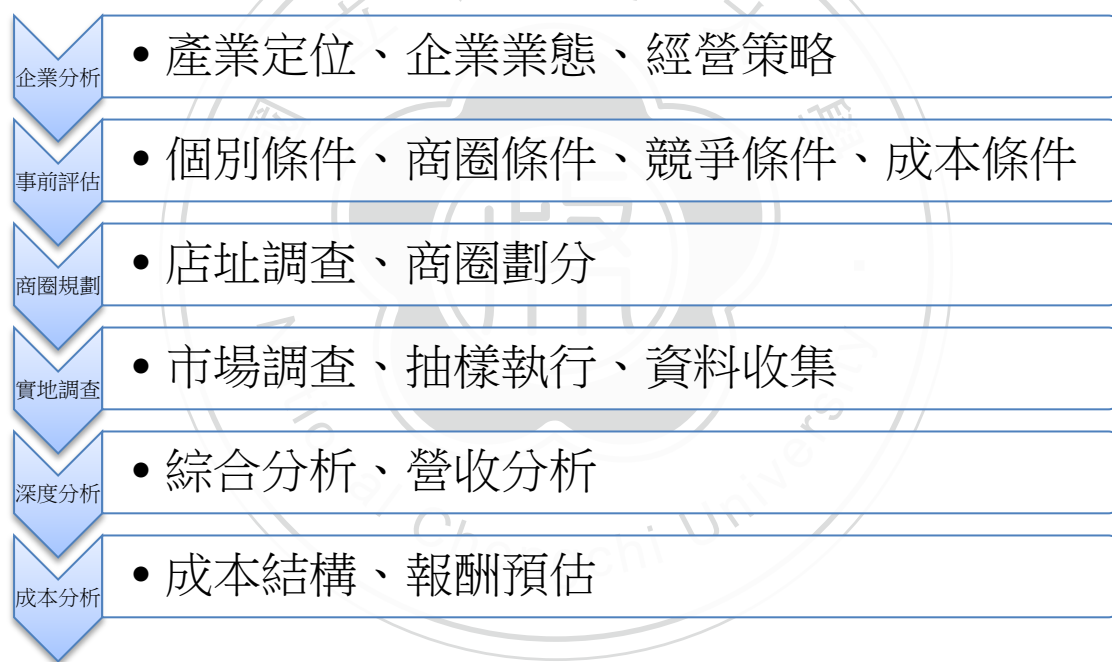 企業分析
• 產業定位、企業業態、經營策略
事前評估
• 個別條件、商圈條件、競爭條件、成本條件
商圈規劃
• 店址調查、商圈劃分
實地調查
• 市場調查、抽樣執行、資料收集
深度分析
• 綜合分析、營收分析
成本分析
• 成本結構、報酬預估